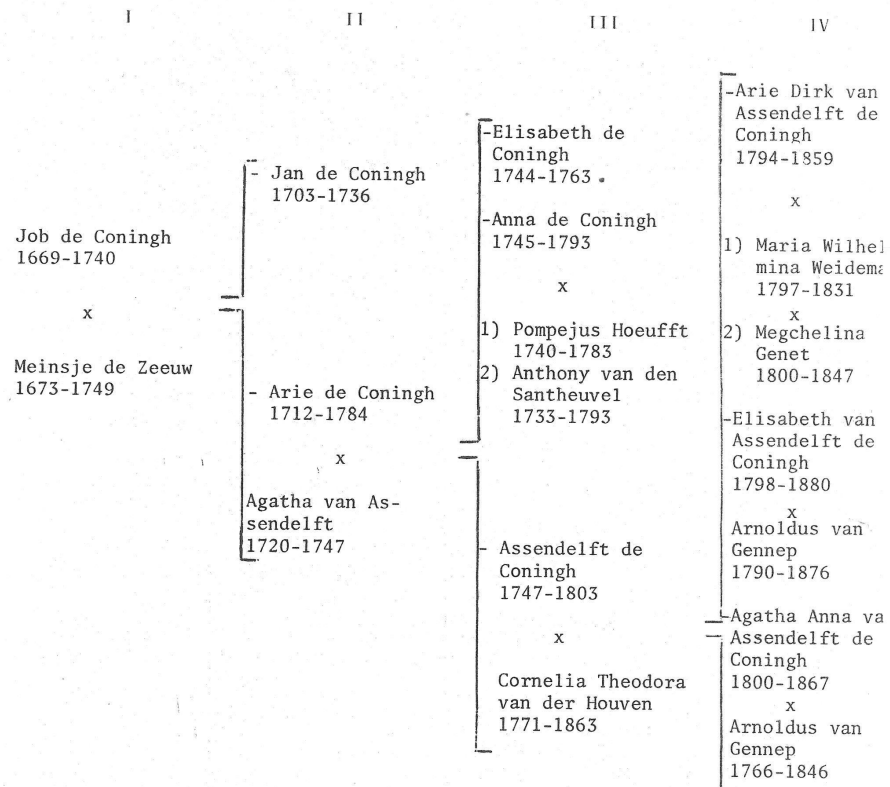 I
II
III
IV
Job de Coningh
1669-1740
x
Meinsje de Zeeuw
1673-1749
- Jan de Coningh
1703-1736
- Arie de Coningh
1712-1784
x
Agatha van As-
sendelft
1720-1747
-Elisabeth de
Coningh
1744-1763
-Anna de Coningh
1745-1793
x
1) Pompejus Hoeufft
1740-1783
2) Anthony van den
Santheuvel
1733-1793
- Assendelft de
Coningh
1747-1803
x
Cornelia Theodora
van der Houven
1771-1863
-Arie Dirk van
Assendelft de
Coningh
1794-1859
x
1) Maria Wilhel
mina Weidema
1797-1831
x
2) Megchelina
Genet
1800-1847
-Elisabeth van
Assendelft de
Coningh
1798-1880
x
Arnoldus van
Gennep
1790-1876
-Agatha Anna va
Assendelft de
Coningh
1800-1867
x
Arnoldus van
Gennep
1766-1846